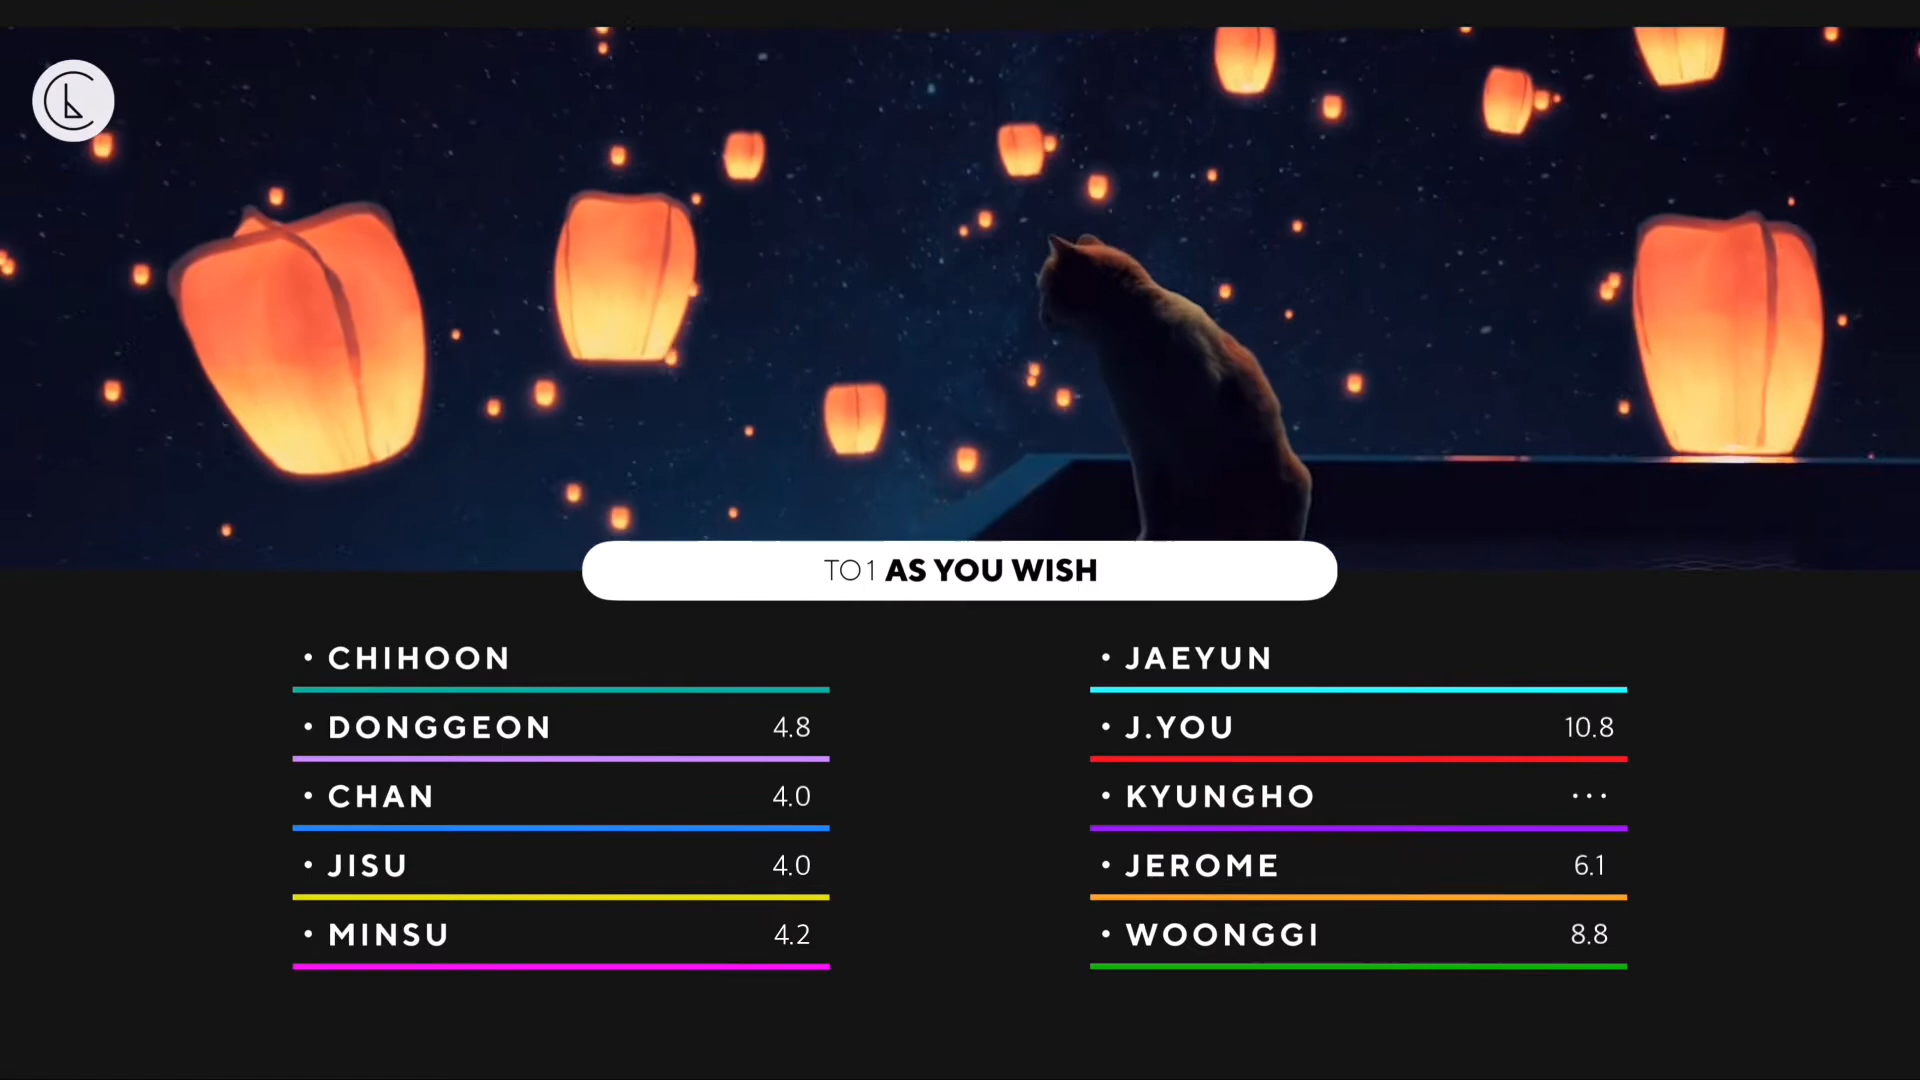 TO1 AS YOU WISH
• CHIHOON
• DONGGEON 4.8
• CHAN 4.0
• JISU 4.0
• MINSU 4.2
• JAEYUN
• J.YOU 10.8
• KYUNGHO ...
• JEROME 6.1
• WOONGGI 8.8